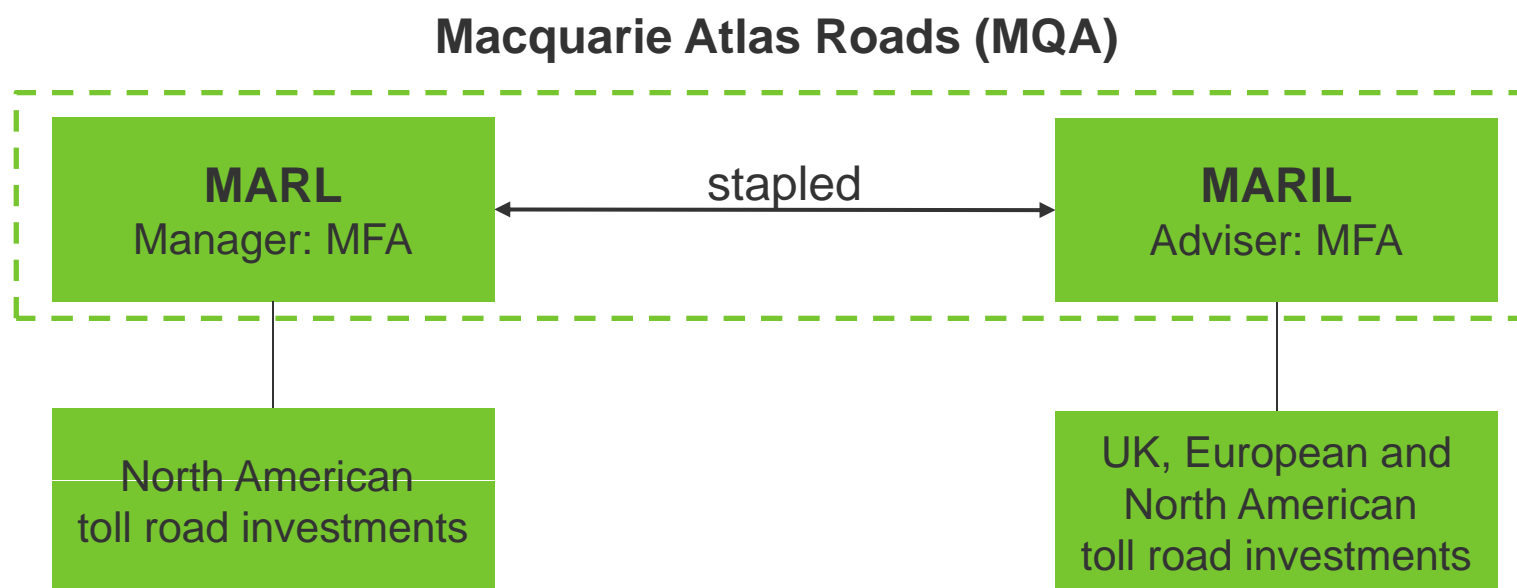 Macquarie Atlas Roads (MQA)
MARL
Manager: MFA
stapled
MARIL
Adviser: MFA
North American
toll road investments
UK, European and
North American
toll road investments